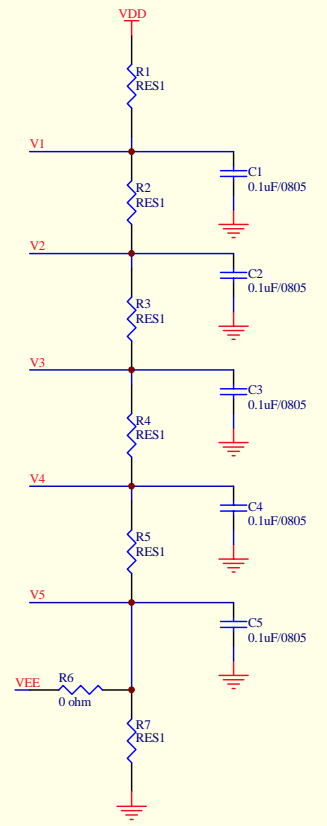 VDD
R1
RES1
V1
C1
0.1uF/0805
R2
RES1
V2
C2
0.1uF/0805
R3
RES1
V3
C3
0.1uF/0805
R4
RES1
V4
C4
0.1uF/0805
R5
RES1
V5
C5
0.1uF/0805
R6
VEE
0 ohm
R7
RES1